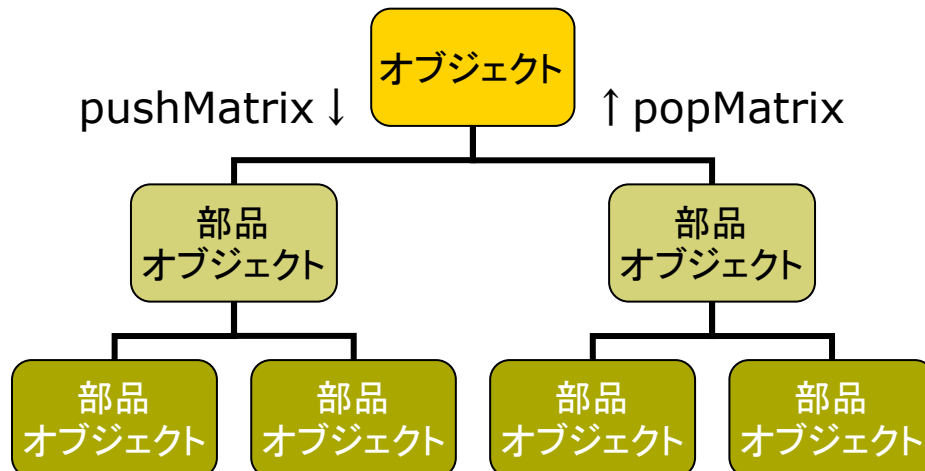 オブジェクト
pushMatrix ↓
↑ popMatrix
部品
オブジェクト
部品
オブジェクト
部品
オブジェクト
部品
オブジェクト
部品
オブジェクト
部品
オブジェクト